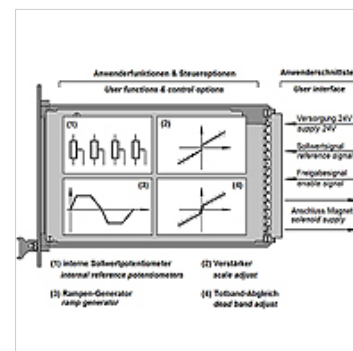 Anwenderfunktionen & Steueroptionen
User functions & control options
Anwenderschnittste
User interface
(1)
(2)
(3)
(4)
Versorgung 24V
supply 24V
Sollwertsignal
reference signal
Freigabesignal
enable signal
Anschluss Magnet
solenoid supply
(1) interne Sollwertpotentiometer
internal reference potentiometers
(2) Verstärker
scale adjust
(3) Rampen-Generator
ramp generator
(4) Totband-Abgleich
dead band adjust